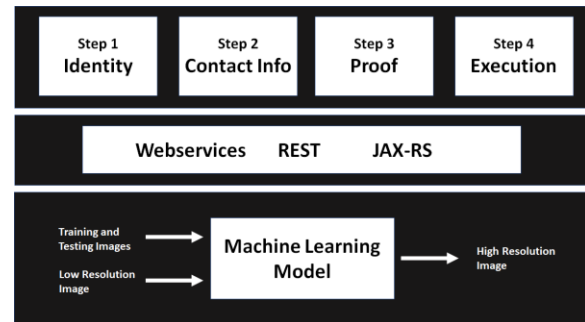 Step 1
Identity
Step 2
Contact Info
Step 3
Proof
Step 4
Execution
Webservices REST JAX-RS
Training and
Testing Images
Low Resolution
Image
Machine Learning
Model
High Resolution
Image